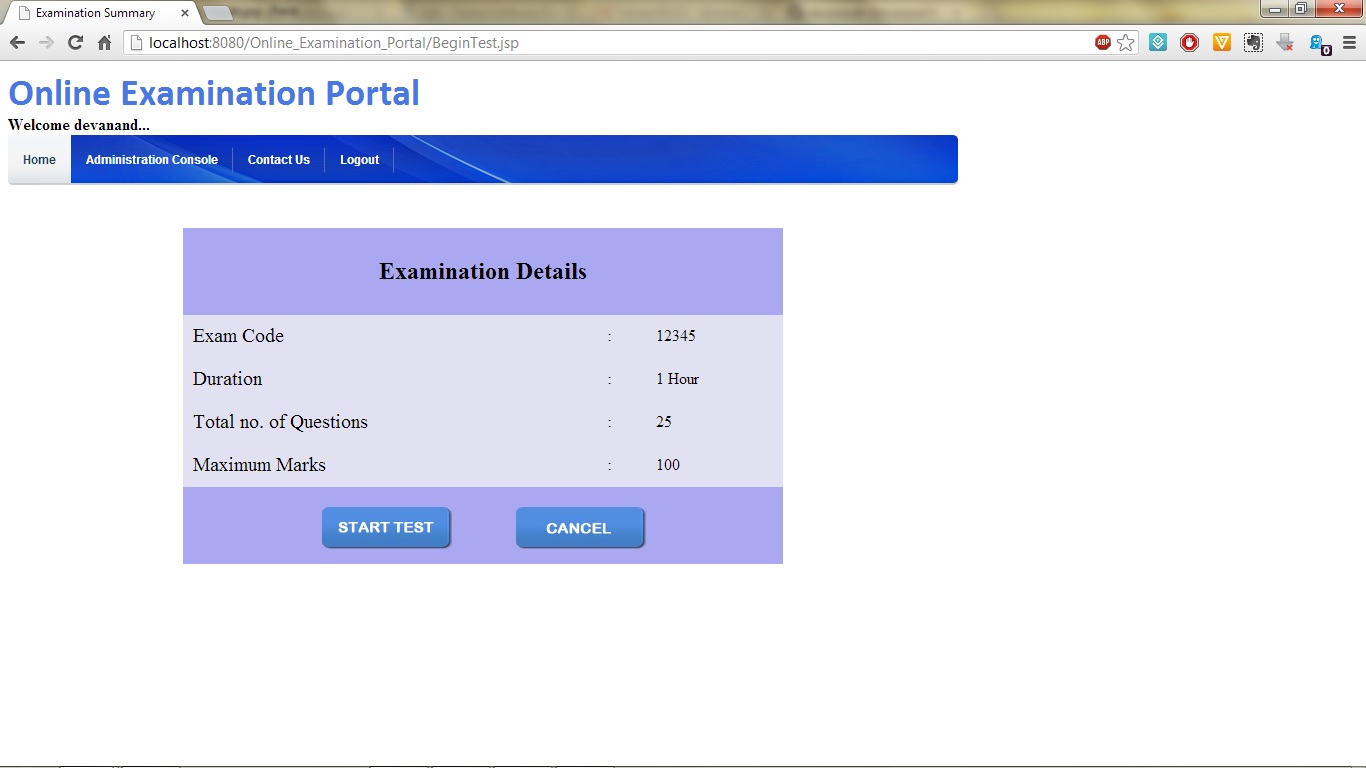 Examination Summary
localhost:8080/Online_Examination_Portal/BeginTest.jsp
ABP
0
Online Examination Portal
Welcome devanand...
Home Administration Console Contact Us Logout
Examination Details
Exam Code : 12345
Duration : 1 Hour
Total no. of Questions : 25
Maximum Marks : 100
START TEST CANCEL